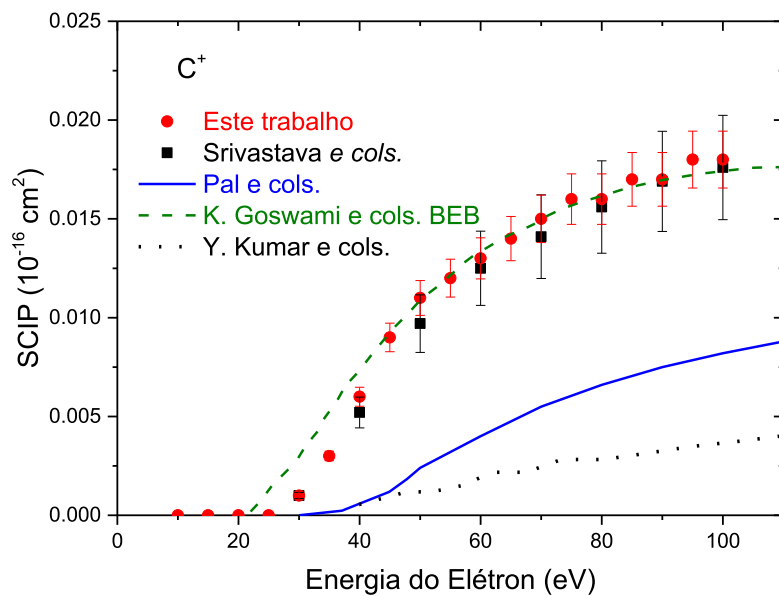 0.025
0.020
0.015
0.010
0.005
0.000
SCIP (10⁻¹⁶ cm²)
C⁺
Este trabalho
Srivastava e cols.
Pal e cols.
K. Goswami e cols. BEB
Y. Kumar e cols.
0 20 40 60 80 100
Energia do Elétron (eV)